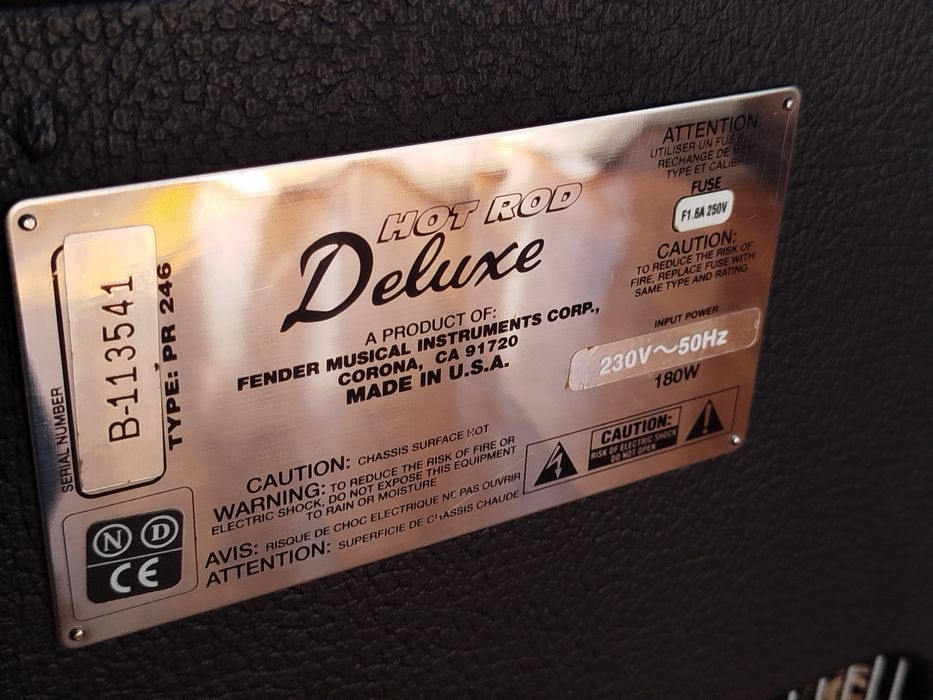 HOT ROD
Deluxe
A PRODUCT OF:
FENDER MUSICAL INSTRUMENTS CORP.,
CORONA, CA 91720
MADE IN U.S.A.
SERIAL NUMBER
B-113541
TYPE: PR 246
ATTENTION:
UTILISER UN FUSIBLE DE
RECHANGE DE MEME
TYPE ET CALIBRE
FUSE
F1.6A 250V
CAUTION:
TO REDUCE THE RISK OF
FIRE, REPLACE FUSE WITH
SAME TYPE AND RATING
INPUT POWER
230V~50Hz
180W
CAUTION: CHASSIS SURFACE HOT
WARNING: TO REDUCE THE RISK OF FIRE OR
ELECTRIC SHOCK, DO NOT EXPOSE THIS EQUIPMENT
TO RAIN OR MOISTURE
AVIS: RISQUE DE CHOC ELECTRIQUE NE PAS OUVRIR
ATTENTION: SUPERFICIE DE CHASSIS CHAUDE
CAUTION:
RISK OF ELECTRIC SHOCK
DO NOT OPEN
N D
CE